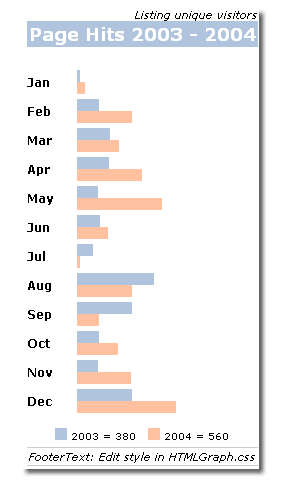 Listing unique visitors
Page Hits 2003 - 2004
Jan
Feb
Mar
Apr
May
Jun
Jul
Aug
Sep
Oct
Nov
Dec
2003 = 380 2004 = 560
FooterText: Edit style in HTMLGraph.css